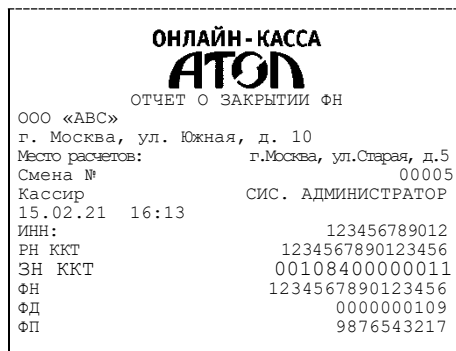 ОНЛАЙН-КАССА
АТОЛ
ОТЧЕТ О ЗАКРЫТИИ ФН
ООО «АВС»
г. Москва, ул. Южная, д. 10
Место расчетов: г.Москва, ул.Старая, д.5
Смена № 00005
Кассир СИС. АДМИНИСТРАТОР
15.02.21 16:13
ИНН: 123456789012
РН ККТ 1234567890123456
ЗН ККТ 00108400000011
ФН 1234567890123456
ФД 0000000109
ФП 9876543217